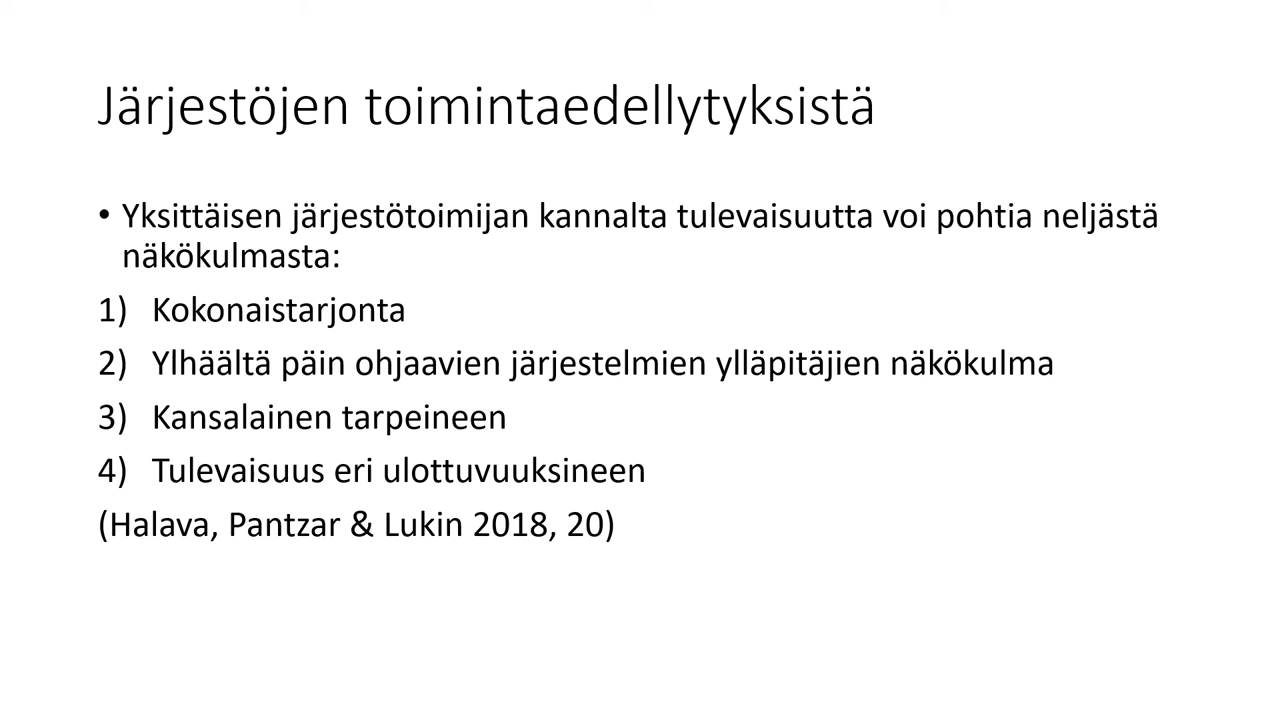 Järjestöjen toimintaedellytyksistä
• Yksittäisen järjestötoimijan kannalta tulevaisuutta voi pohtia neljästä
näkökulmasta:
1) Kokonaistarjonta
2) Ylhäältä päin ohjaavien järjestelmien ylläpitäjien näkökulma
3) Kansalainen tarpeineen
4) Tulevaisuus eri ulottuvuuksineen
(Halava, Pantzar & Lukin 2018, 20)